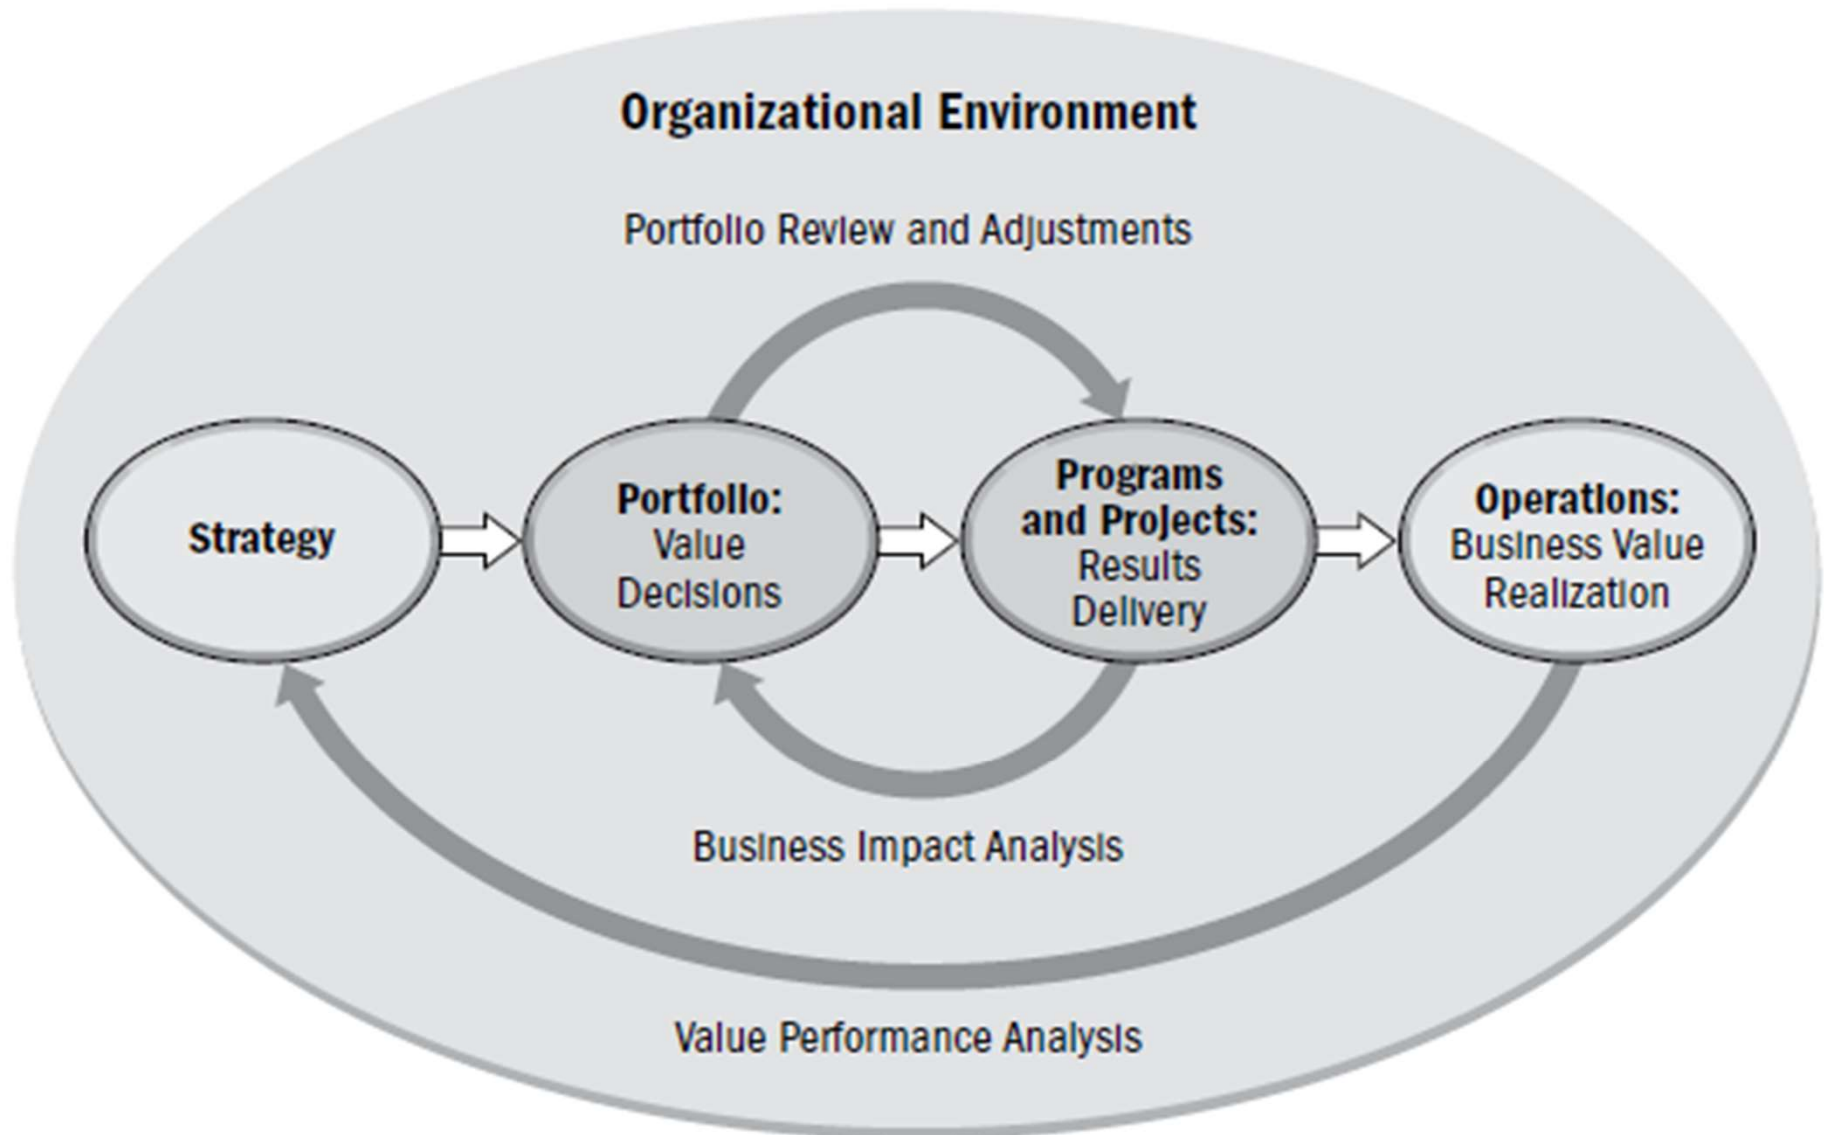 Organizational Environment
Portfolio Review and Adjustments
Strategy
Portfolio:
Value
Decisions
Programs
and Projects:
Results
Delivery
Operations:
Business Value
Realization
Business Impact Analysis
Value Performance Analysis